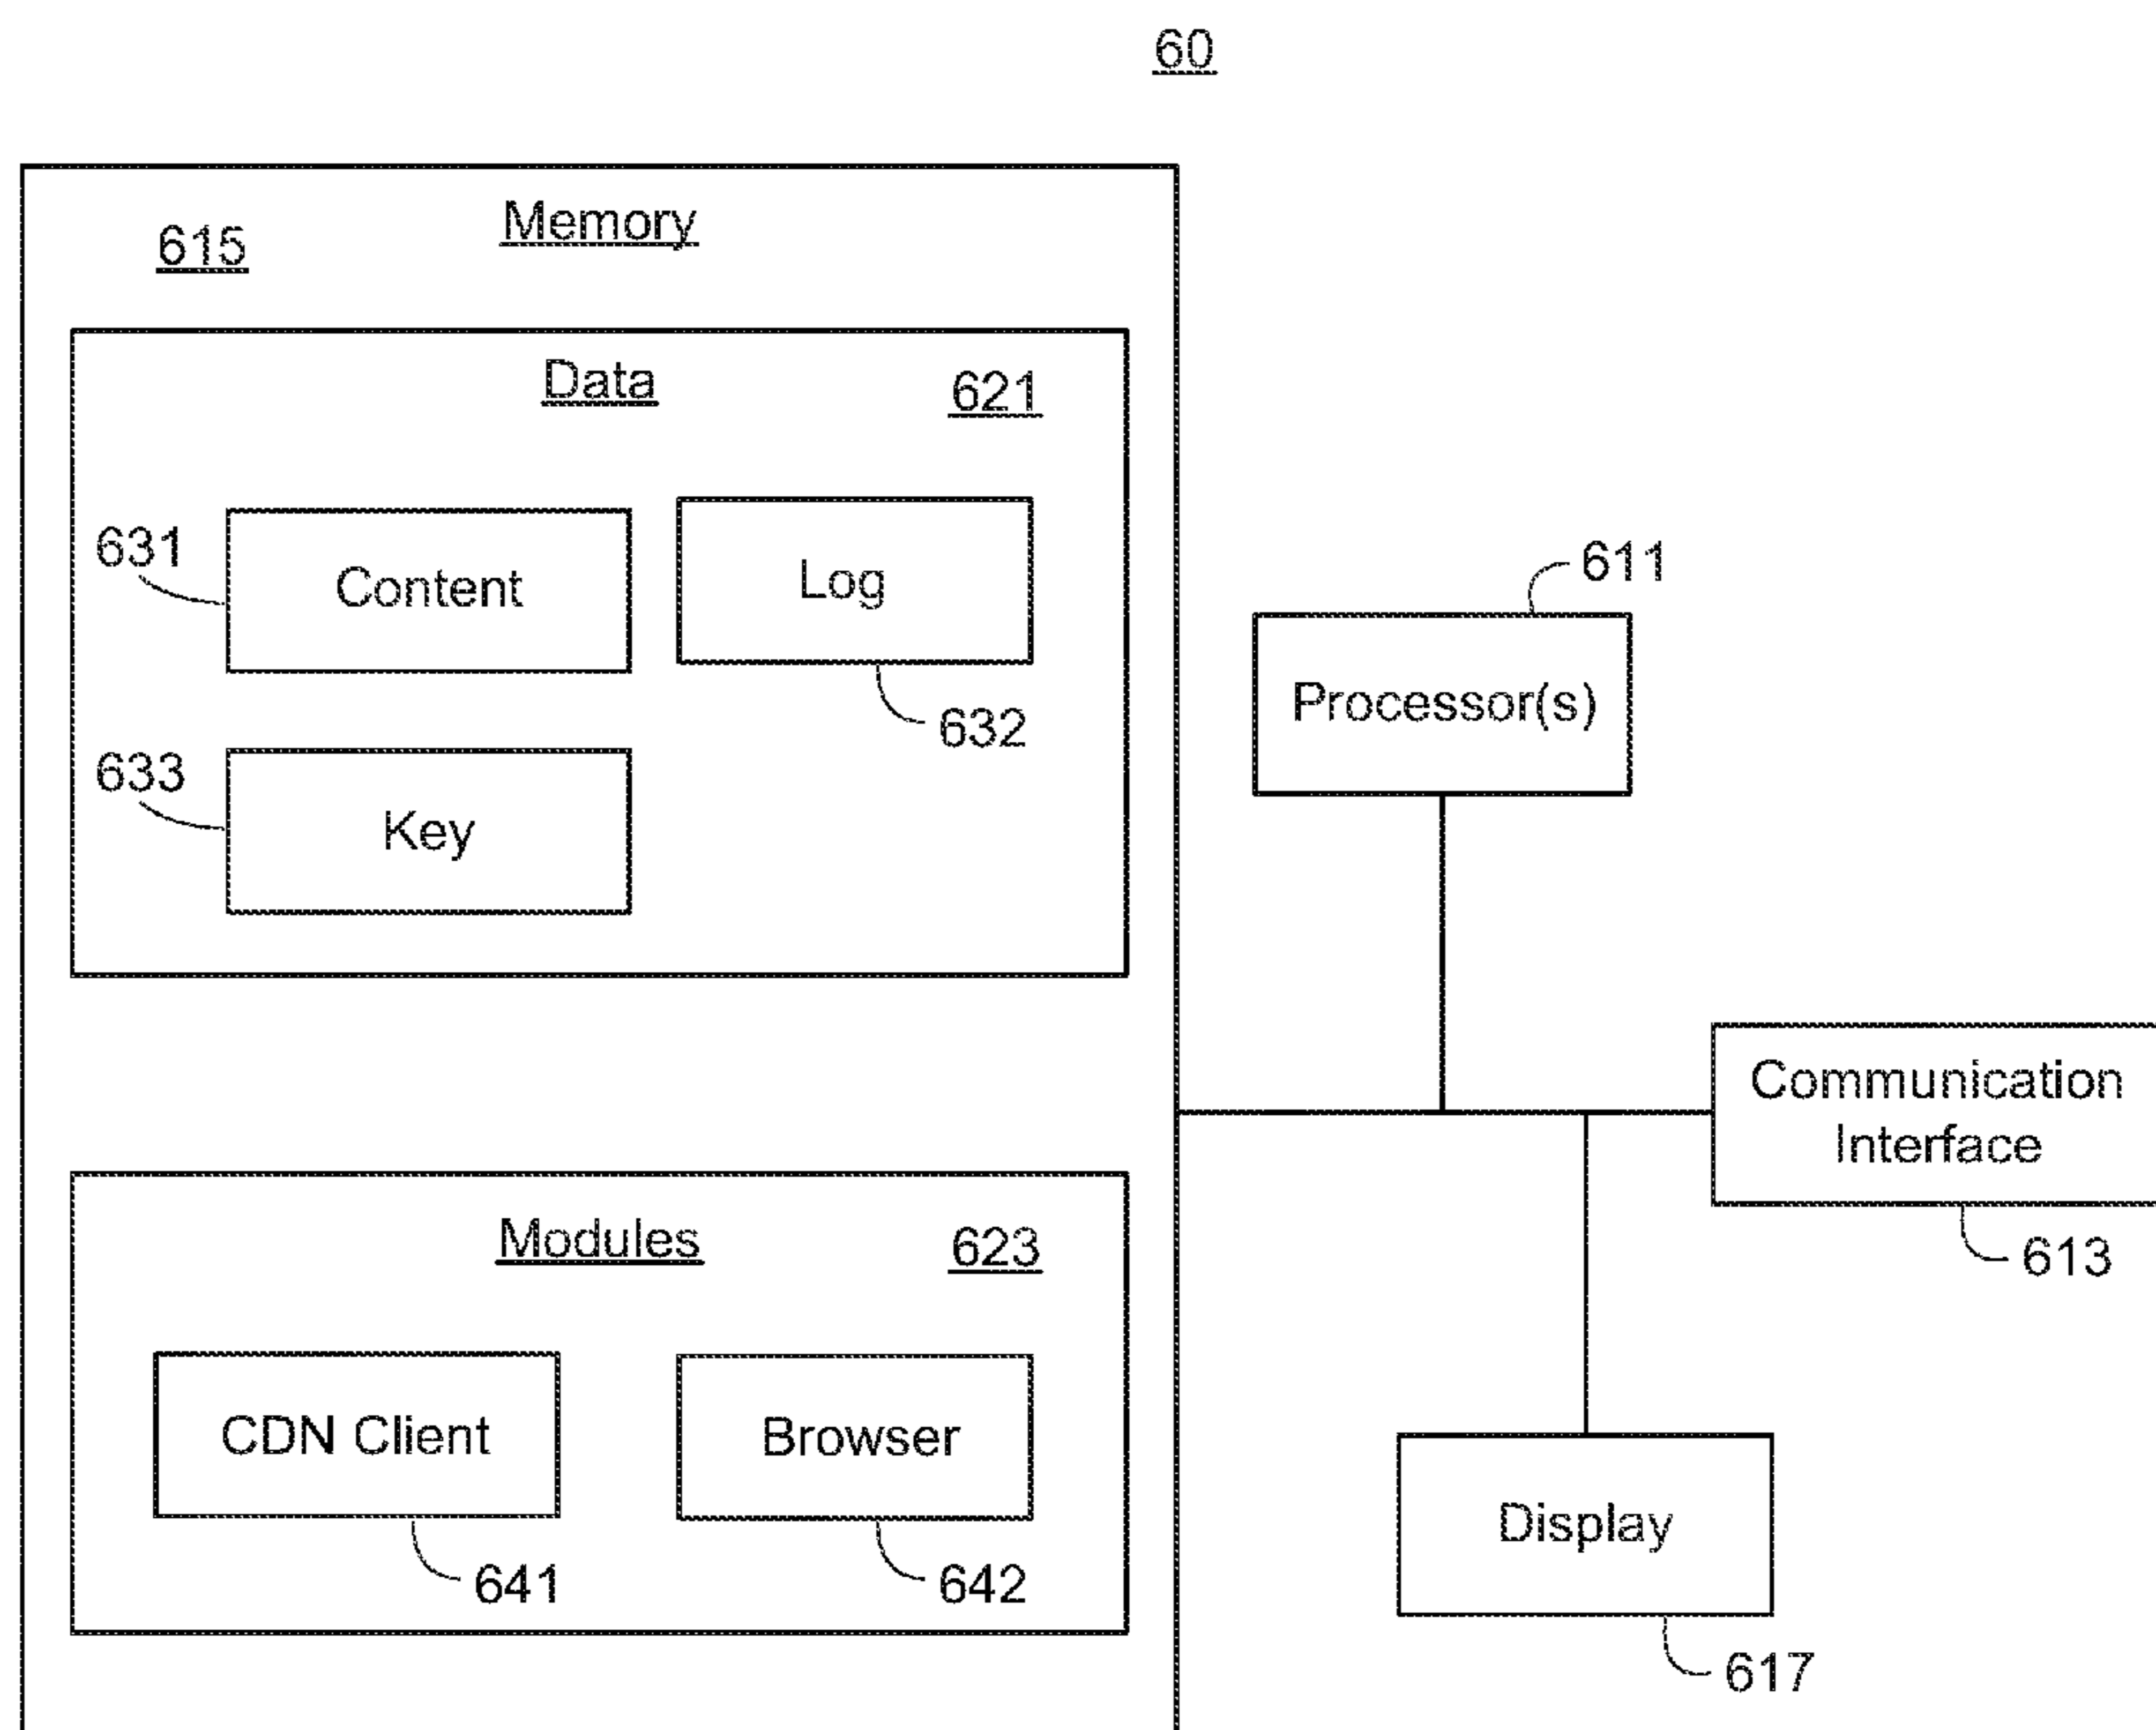 60
Memory
615
Data
621
631
Content
Log
632
633
Key
611
Processor(s)
Communication
Interface
613
Modules
623
CDN Client
Browser
641
642
Display
617